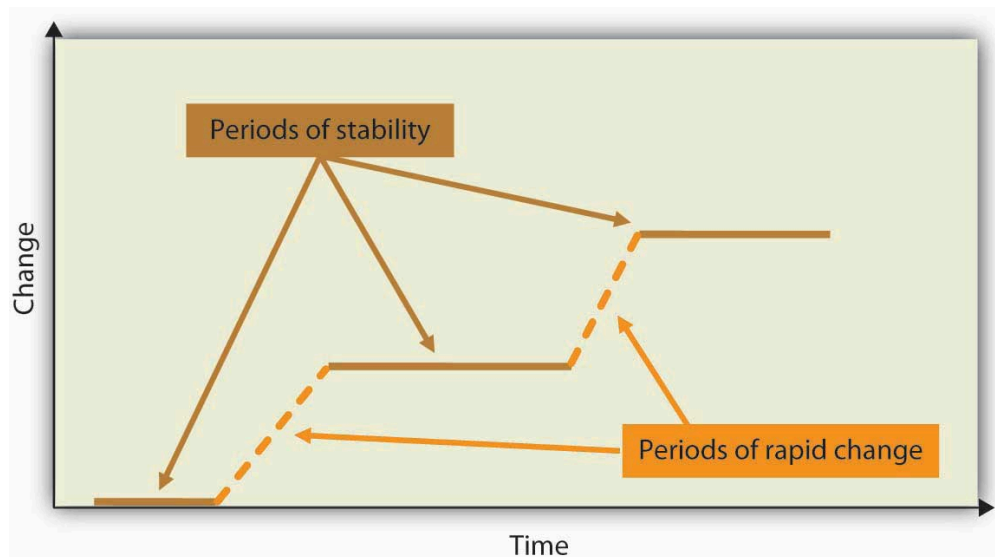 Periods of stability
Change
Periods of rapid change
Time